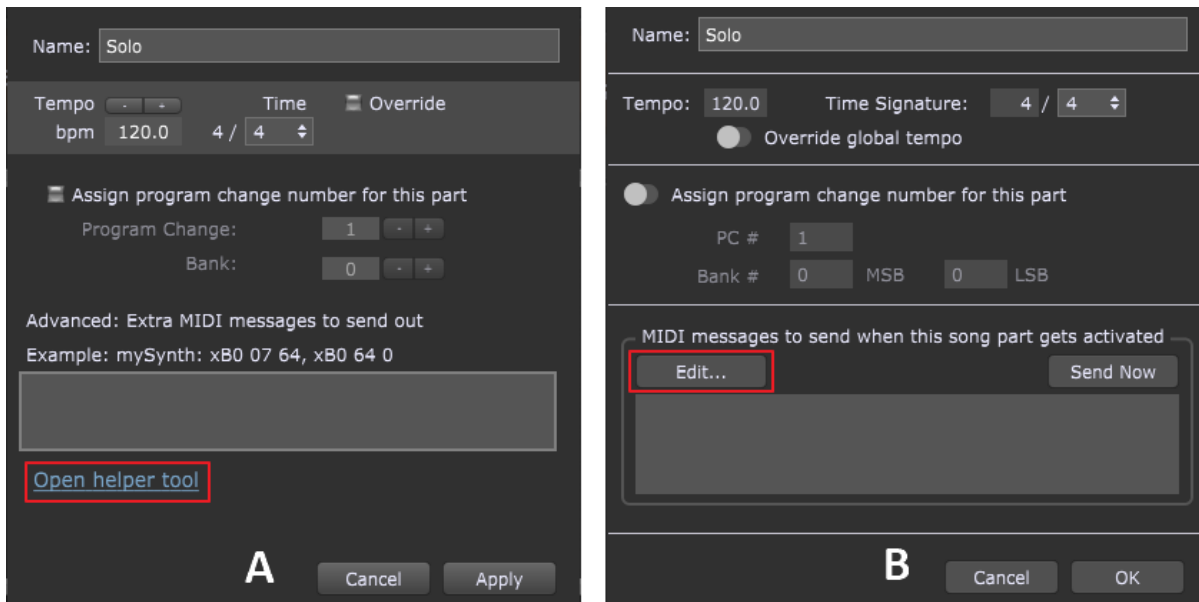 Name: Solo
Tempo - + Time Override
bpm 120.0 4 / 4
Assign program change number for this part
Program Change: 1 - +
Bank: 0 - +
Advanced: Extra MIDI messages to send out
Example: mySynth: xB0 07 64, xB0 64 0
Open helper tool
A
Cancel Apply
Name: Solo
Tempo: 120.0 Time Signature: 4 / 4
Override global tempo
Assign program change number for this part
PC # 1
Bank # 0 MSB 0 LSB
MIDI messages to send when this song part gets activated
Edit... Send Now
B
Cancel OK